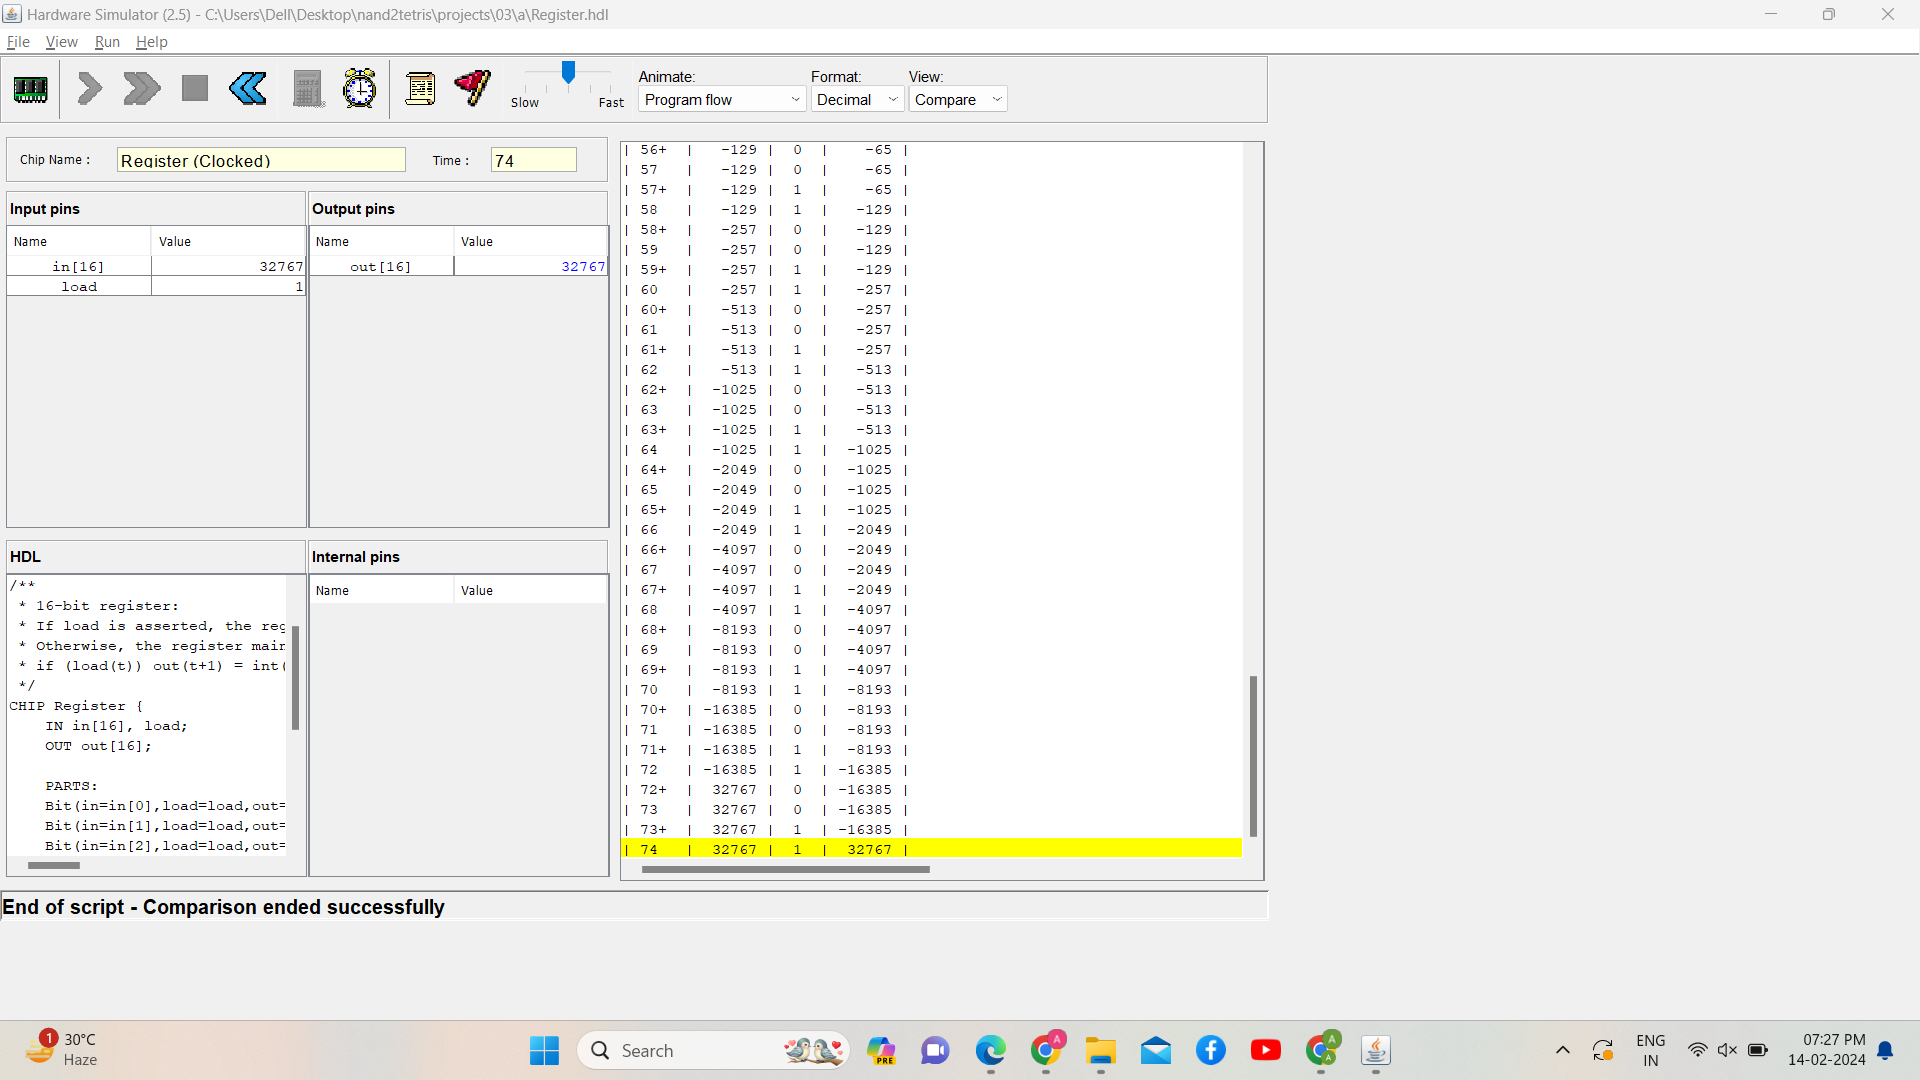 Hardware Simulator (2.5) - C:\Users\Dell\Desktop\nand2tetris\projects\03\a\Register.hdl
File View Run Help
Slow Fast
Animate: Format: View:
Program flow Decimal Compare
Chip Name : Register (Clocked) Time : 74
Input pins
Name Value
in[16] 32767
load 1
Output pins
Name Value
out[16] 32767
HDL
/**
* 16-bit register:
* If load is asserted, the reg
* Otherwise, the register main
* if (load(t)) out(t+1) = int(
*/
CHIP Register {
IN in[16], load;
OUT out[16];
PARTS:
Bit(in=in[0],load=load,out=
Bit(in=in[1],load=load,out=
Bit(in=in[2],load=load,out=
Internal pins
Name Value
| 56+ | -129 | 0 | -65 |
| 57 | -129 | 0 | -65 |
| 57+ | -129 | 1 | -65 |
| 58 | -129 | 1 | -129 |
| 58+ | -257 | 0 | -129 |
| 59 | -257 | 0 | -129 |
| 59+ | -257 | 1 | -129 |
| 60 | -257 | 1 | -257 |
| 60+ | -513 | 0 | -257 |
| 61 | -513 | 0 | -257 |
| 61+ | -513 | 1 | -257 |
| 62 | -513 | 1 | -513 |
| 62+ | -1025 | 0 | -513 |
| 63 | -1025 | 0 | -513 |
| 63+ | -1025 | 1 | -513 |
| 64 | -1025 | 1 | -1025 |
| 64+ | -2049 | 0 | -1025 |
| 65 | -2049 | 0 | -1025 |
| 65+ | -2049 | 1 | -1025 |
| 66 | -2049 | 1 | -2049 |
| 66+ | -4097 | 0 | -2049 |
| 67 | -4097 | 0 | -2049 |
| 67+ | -4097 | 1 | -2049 |
| 68 | -4097 | 1 | -4097 |
| 68+ | -8193 | 0 | -4097 |
| 69 | -8193 | 0 | -4097 |
| 69+ | -8193 | 1 | -4097 |
| 70 | -8193 | 1 | -8193 |
| 70+ | -16385 | 0 | -8193 |
| 71 | -16385 | 0 | -8193 |
| 71+ | -16385 | 1 | -8193 |
| 72 | -16385 | 1 | -16385 |
| 72+ | 32767 | 0 | -16385 |
| 73 | 32767 | 0 | -16385 |
| 73+ | 32767 | 1 | -16385 |
| 74 | 32767 | 1 | 32767 |
End of script - Comparison ended successfully
1
30°C
Haze
Search
PRE
A
A
A
ENG
IN
07:27 PM
14-02-2024